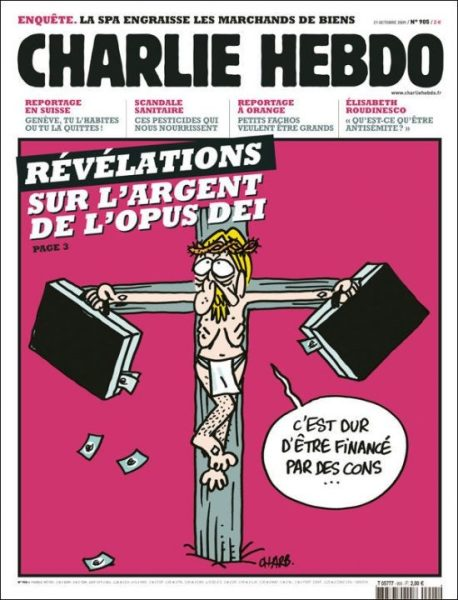 ENQUÊTE. LA SPA ENGRAISSE LES MARCHANDS DE BIENS
21 OCTOBRE 2009 / N° 905 / 2 €
CHARLIE HEBDO
www.charliehebdo.fr
REPORTAGE
EN SUISSE
GENÈVE, TU L'HABITES
OU TU LA QUITTES !
SCANDALE
SANITAIRE
CES PESTICIDES QUI
NOUS NOURRISSENT
REPORTAGE
À ORANGE
PETITS FACHOS
VEULENT ÊTRE GRANDS
ÉLISABETH
ROUDINESCO
« QU'EST-CE QU'ÊTRE
ANTISÉMITE ? »
RÉVÉLATIONS
SUR L'ARGENT
DE L'OPUS DEI
PAGE 3
C'EST DUR
D'ÊTRE FINANCÉ
PAR DES CONS
...
CHARB.